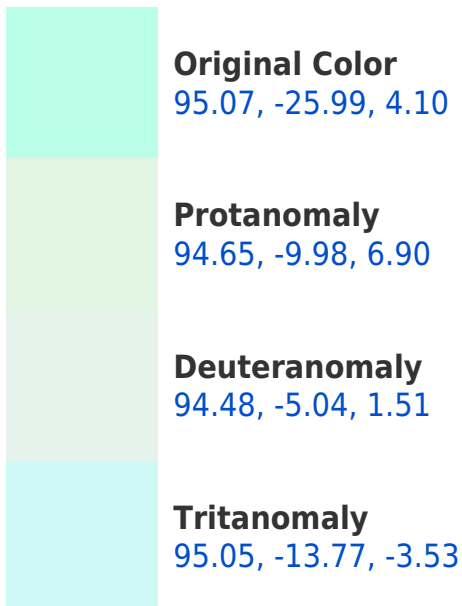 Original Color
95.07, -25.99, 4.10
Protanomaly
94.65, -9.98, 6.90
Deuteranomaly
94.48, -5.04, 1.51
Tritanomaly
95.05, -13.77, -3.53